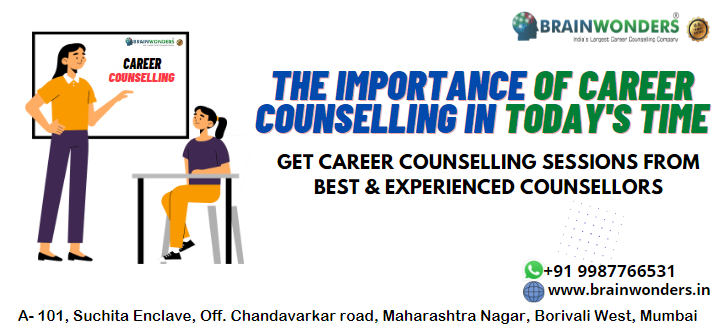 BRAINWONDERS®
India's Largest Career Counselling Company
BRAINWONDERS
CAREER
COUNSELLING
THE IMPORTANCE OF CAREER
COUNSELLING IN TODAY'S TIME
GET CAREER COUNSELLING SESSIONS FROM
BEST & EXPERIENCED COUNSELLORS
+91 9987766531
www.brainwonders.in
A- 101, Suchita Enclave, Off. Chandavarkar road, Maharashtra Nagar, Borivali West, Mumbai